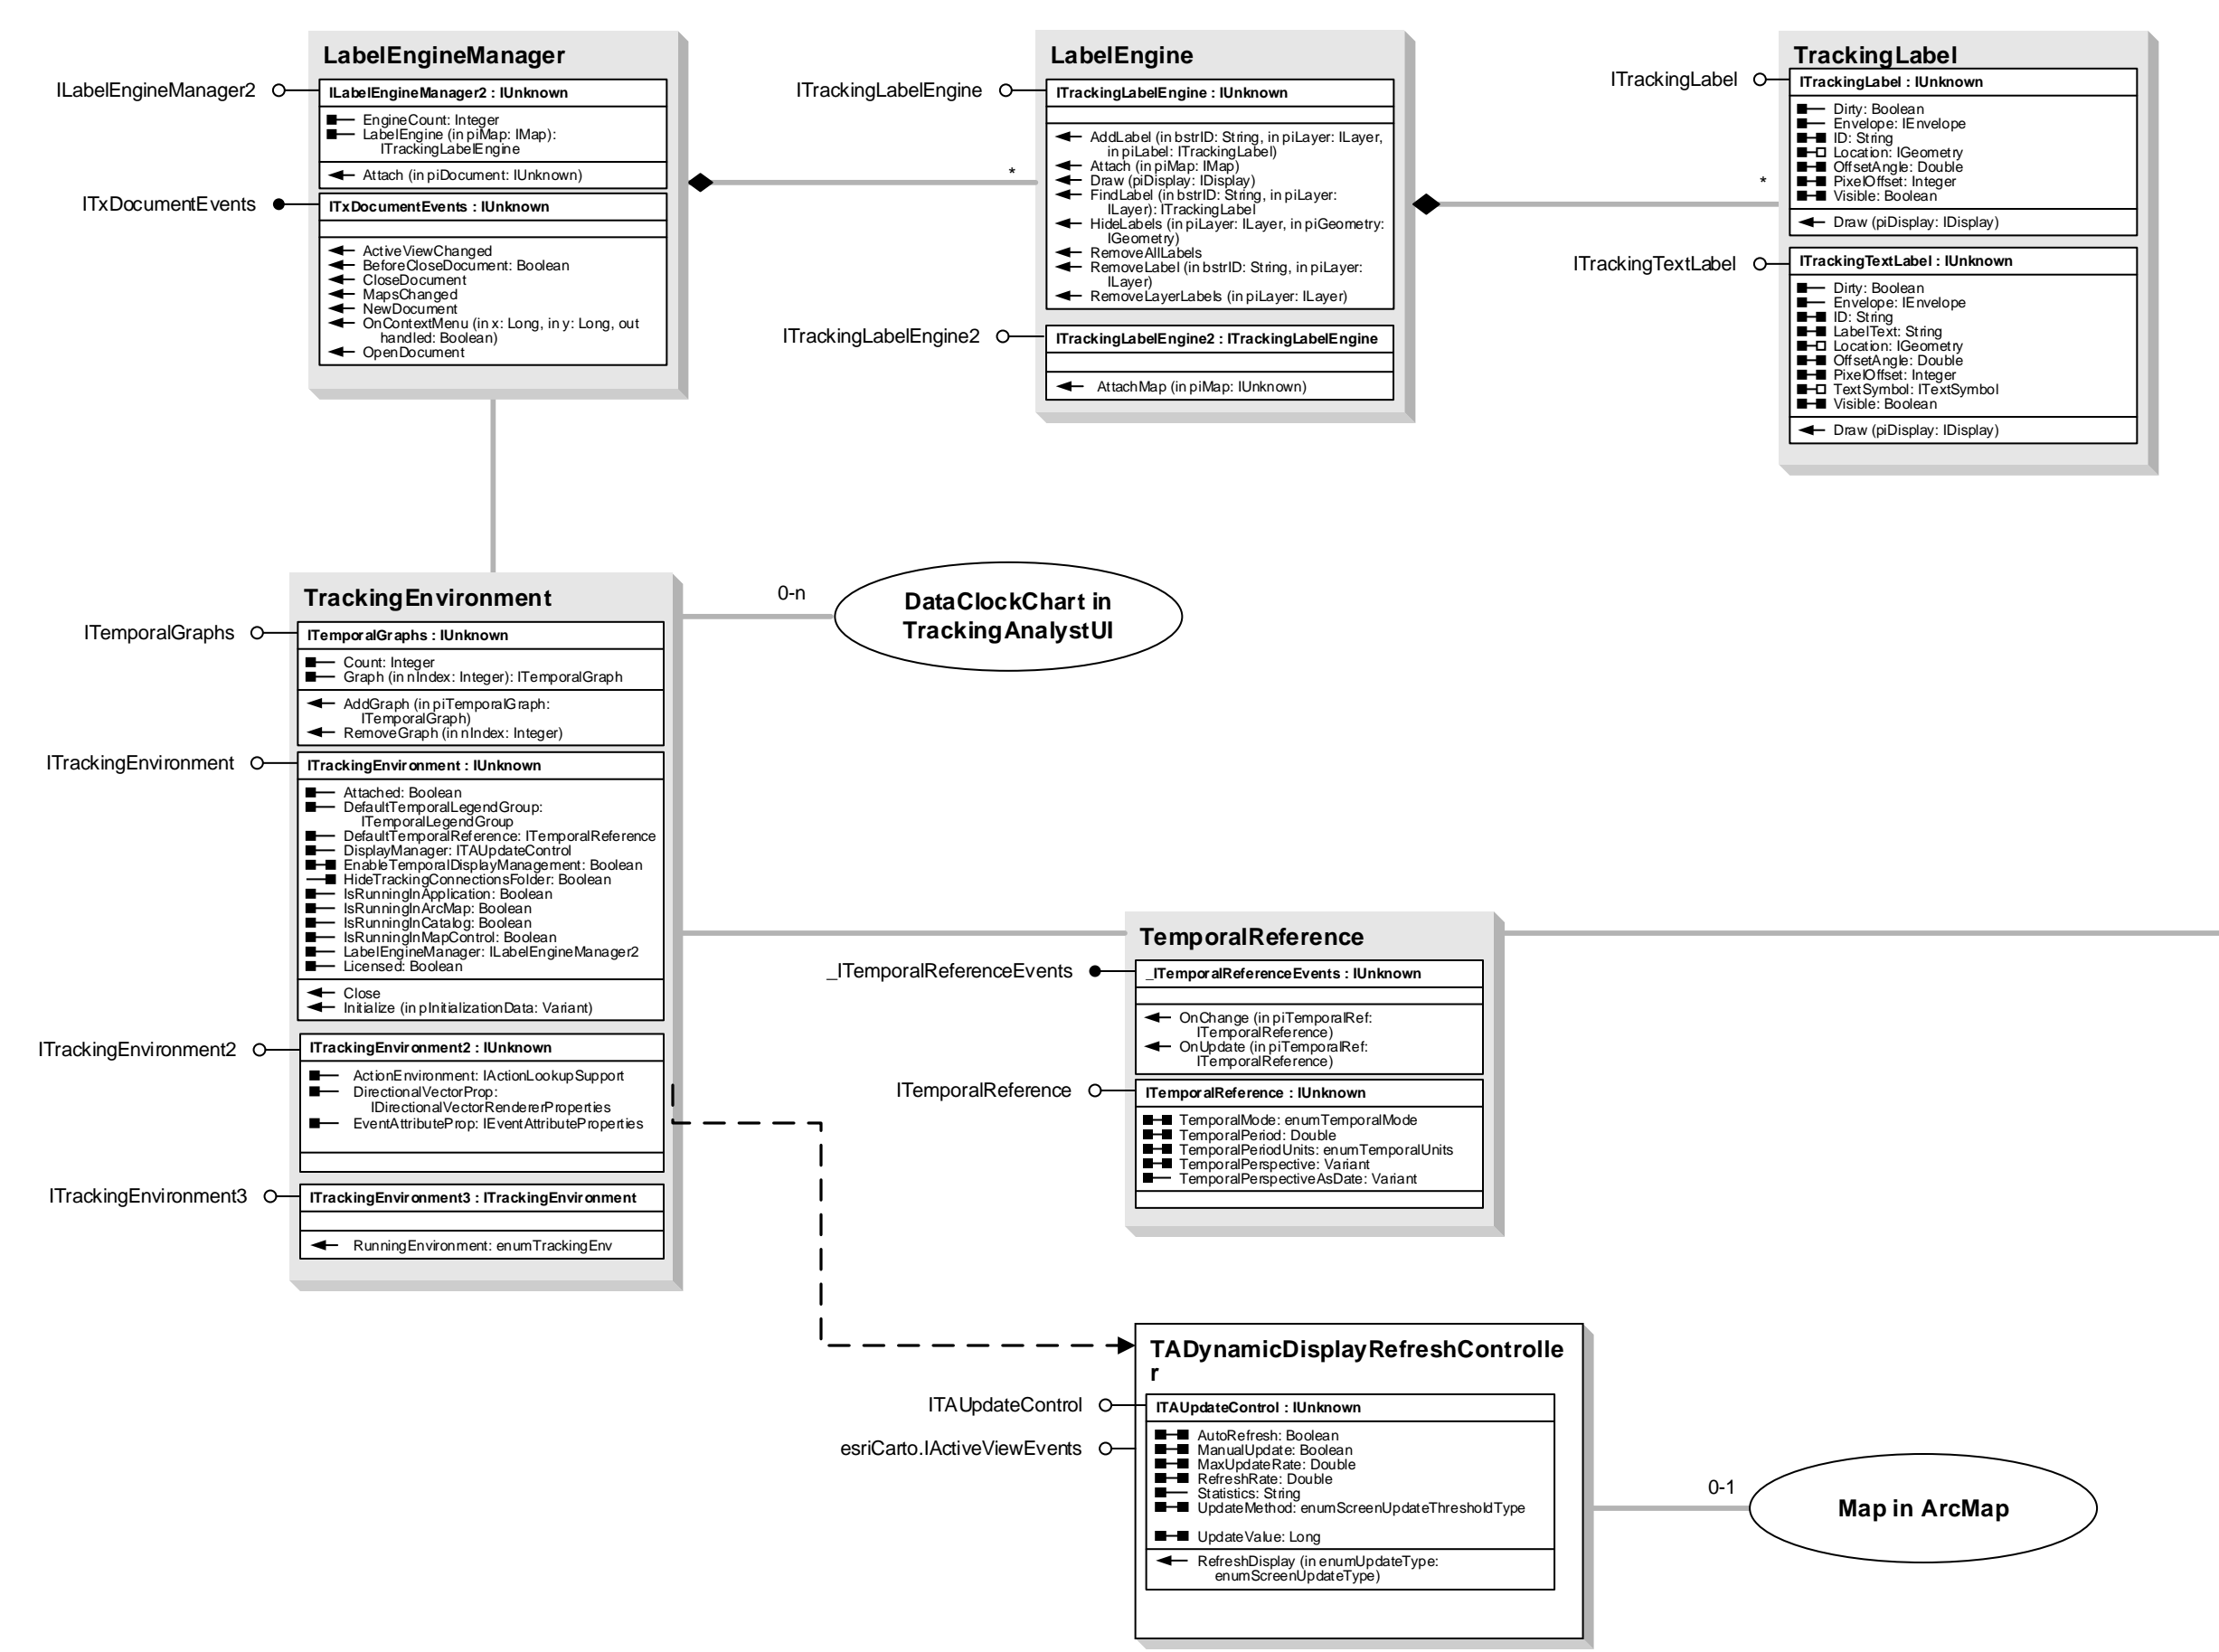 LabelEngineManager
ILabelEngineManager2
ILabelEngineManager2 : IUnknown
EngineCount: Integer
LabelEngine (in piMap: IMap):
ITrackingLabelEngine
Attach (in piDocument: IUnknown)
ITxDocumentEvents
ITxDocumentEvents : IUnknown
ActiveViewChanged
BeforeCloseDocument: Boolean
CloseDocument
MapsChanged
NewDocument
OnContextMenu (in x: Long, in y: Long, out
handled: Boolean)
OpenDocument
LabelEngine
ITrackingLabelEngine
ITrackingLabelEngine : IUnknown
AddLabel (in bstrID: String, in piLayer: ILayer,
in piLabel: ITrackingLabel)
Attach (in piMap: IMap)
Draw (piDisplay: IDisplay)
FindLabel (in bstrID: String, in piLayer:
ILayer): ITrackingLabel
HideLabels (in piLayer: ILayer, in piGeometry:
IGeometry)
RemoveAllLabels
RemoveLabel (in bstrID: String, in piLayer:
ILayer)
RemoveLayerLabels (in piLayer: ILayer)
*
ITrackingLabelEngine2
ITrackingLabelEngine2 : ITrackingLabelEngine
AttachMap (in piMap: IUnknown)
TrackingLabel
ITrackingLabel
ITrackingLabel : IUnknown
Dirty: Boolean
Envelope: IEnvelope
ID: String
Location: IGeometry
OffsetAngle: Double
PixelOffset: Integer
Visible: Boolean
*
Draw (piDisplay: IDisplay)
ITrackingTextLabel
ITrackingTextLabel : IUnknown
Dirty: Boolean
Envelope: IEnvelope
ID: String
LabelText: String
Location: IGeometry
OffsetAngle: Double
PixelOffset: Integer
TextSymbol: ITextSymbol
Visible: Boolean
Draw (piDisplay: IDisplay)
TrackingEnvironment
ITemporalGraphs
ITemporalGraphs : IUnknown
Count: Integer
Graph (in nIndex: Integer): ITemporalGraph
AddGraph (in piTemporalGraph:
ITemporalGraph)
RemoveGraph (in nIndex: Integer)
ITrackingEnvironment
ITrackingEnvironment : IUnknown
Attached: Boolean
DefaultTemporalLegendGroup:
ITemporalLegendGroup
DefaultTemporalReference: ITemporalReference
DisplayManager: ITAUpdateControl
EnableTemporalDisplayManagement: Boolean
HideTrackingConnectionsFolder: Boolean
IsRunningInApplication: Boolean
IsRunningInArcMap: Boolean
IsRunningInCatalog: Boolean
IsRunningInMapControl: Boolean
LabelEngineManager: ILabelEngineManager2
Licensed: Boolean
Close
Initialize (in pInitializationData: Variant)
ITrackingEnvironment2
ITrackingEnvironment2 : IUnknown
ActionEnvironment: IActionLookupSupport
DirectionalVectorProp:
IDirectionalVectorRendererProperties
EventAttributeProp: IEventAttributeProperties
ITrackingEnvironment3
ITrackingEnvironment3 : ITrackingEnvironment
RunningEnvironment: enumTrackingEnv
0-n
DataClockChart in
TrackingAnalystUI
TemporalReference
_ITemporalReferenceEvents
_ITemporalReferenceEvents : IUnknown
OnChange (in piTemporalRef:
ITemporalReference)
OnUpdate (in piTemporalRef:
ITemporalReference)
ITemporalReference
ITemporalReference : IUnknown
TemporalMode: enumTemporalMode
TemporalPeriod: Double
TemporalPeriodUnits: enumTemporalUnits
TemporalPerspective: Variant
TemporalPerspectiveAsDate: Variant
TADynamicDisplayRefreshControlle
r
ITAUpdateControl
ITAUpdateControl : IUnknown
esriCarto.IActiveViewEvents
AutoRefresh: Boolean
ManualUpdate: Boolean
MaxUpdateRate: Double
RefreshRate: Double
Statistics: String
UpdateMethod: enumScreenUpdateThresholdType
UpdateValue: Long
RefreshDisplay (in enumUpdateType:
enumScreenUpdateType)
0-1
Map in ArcMap